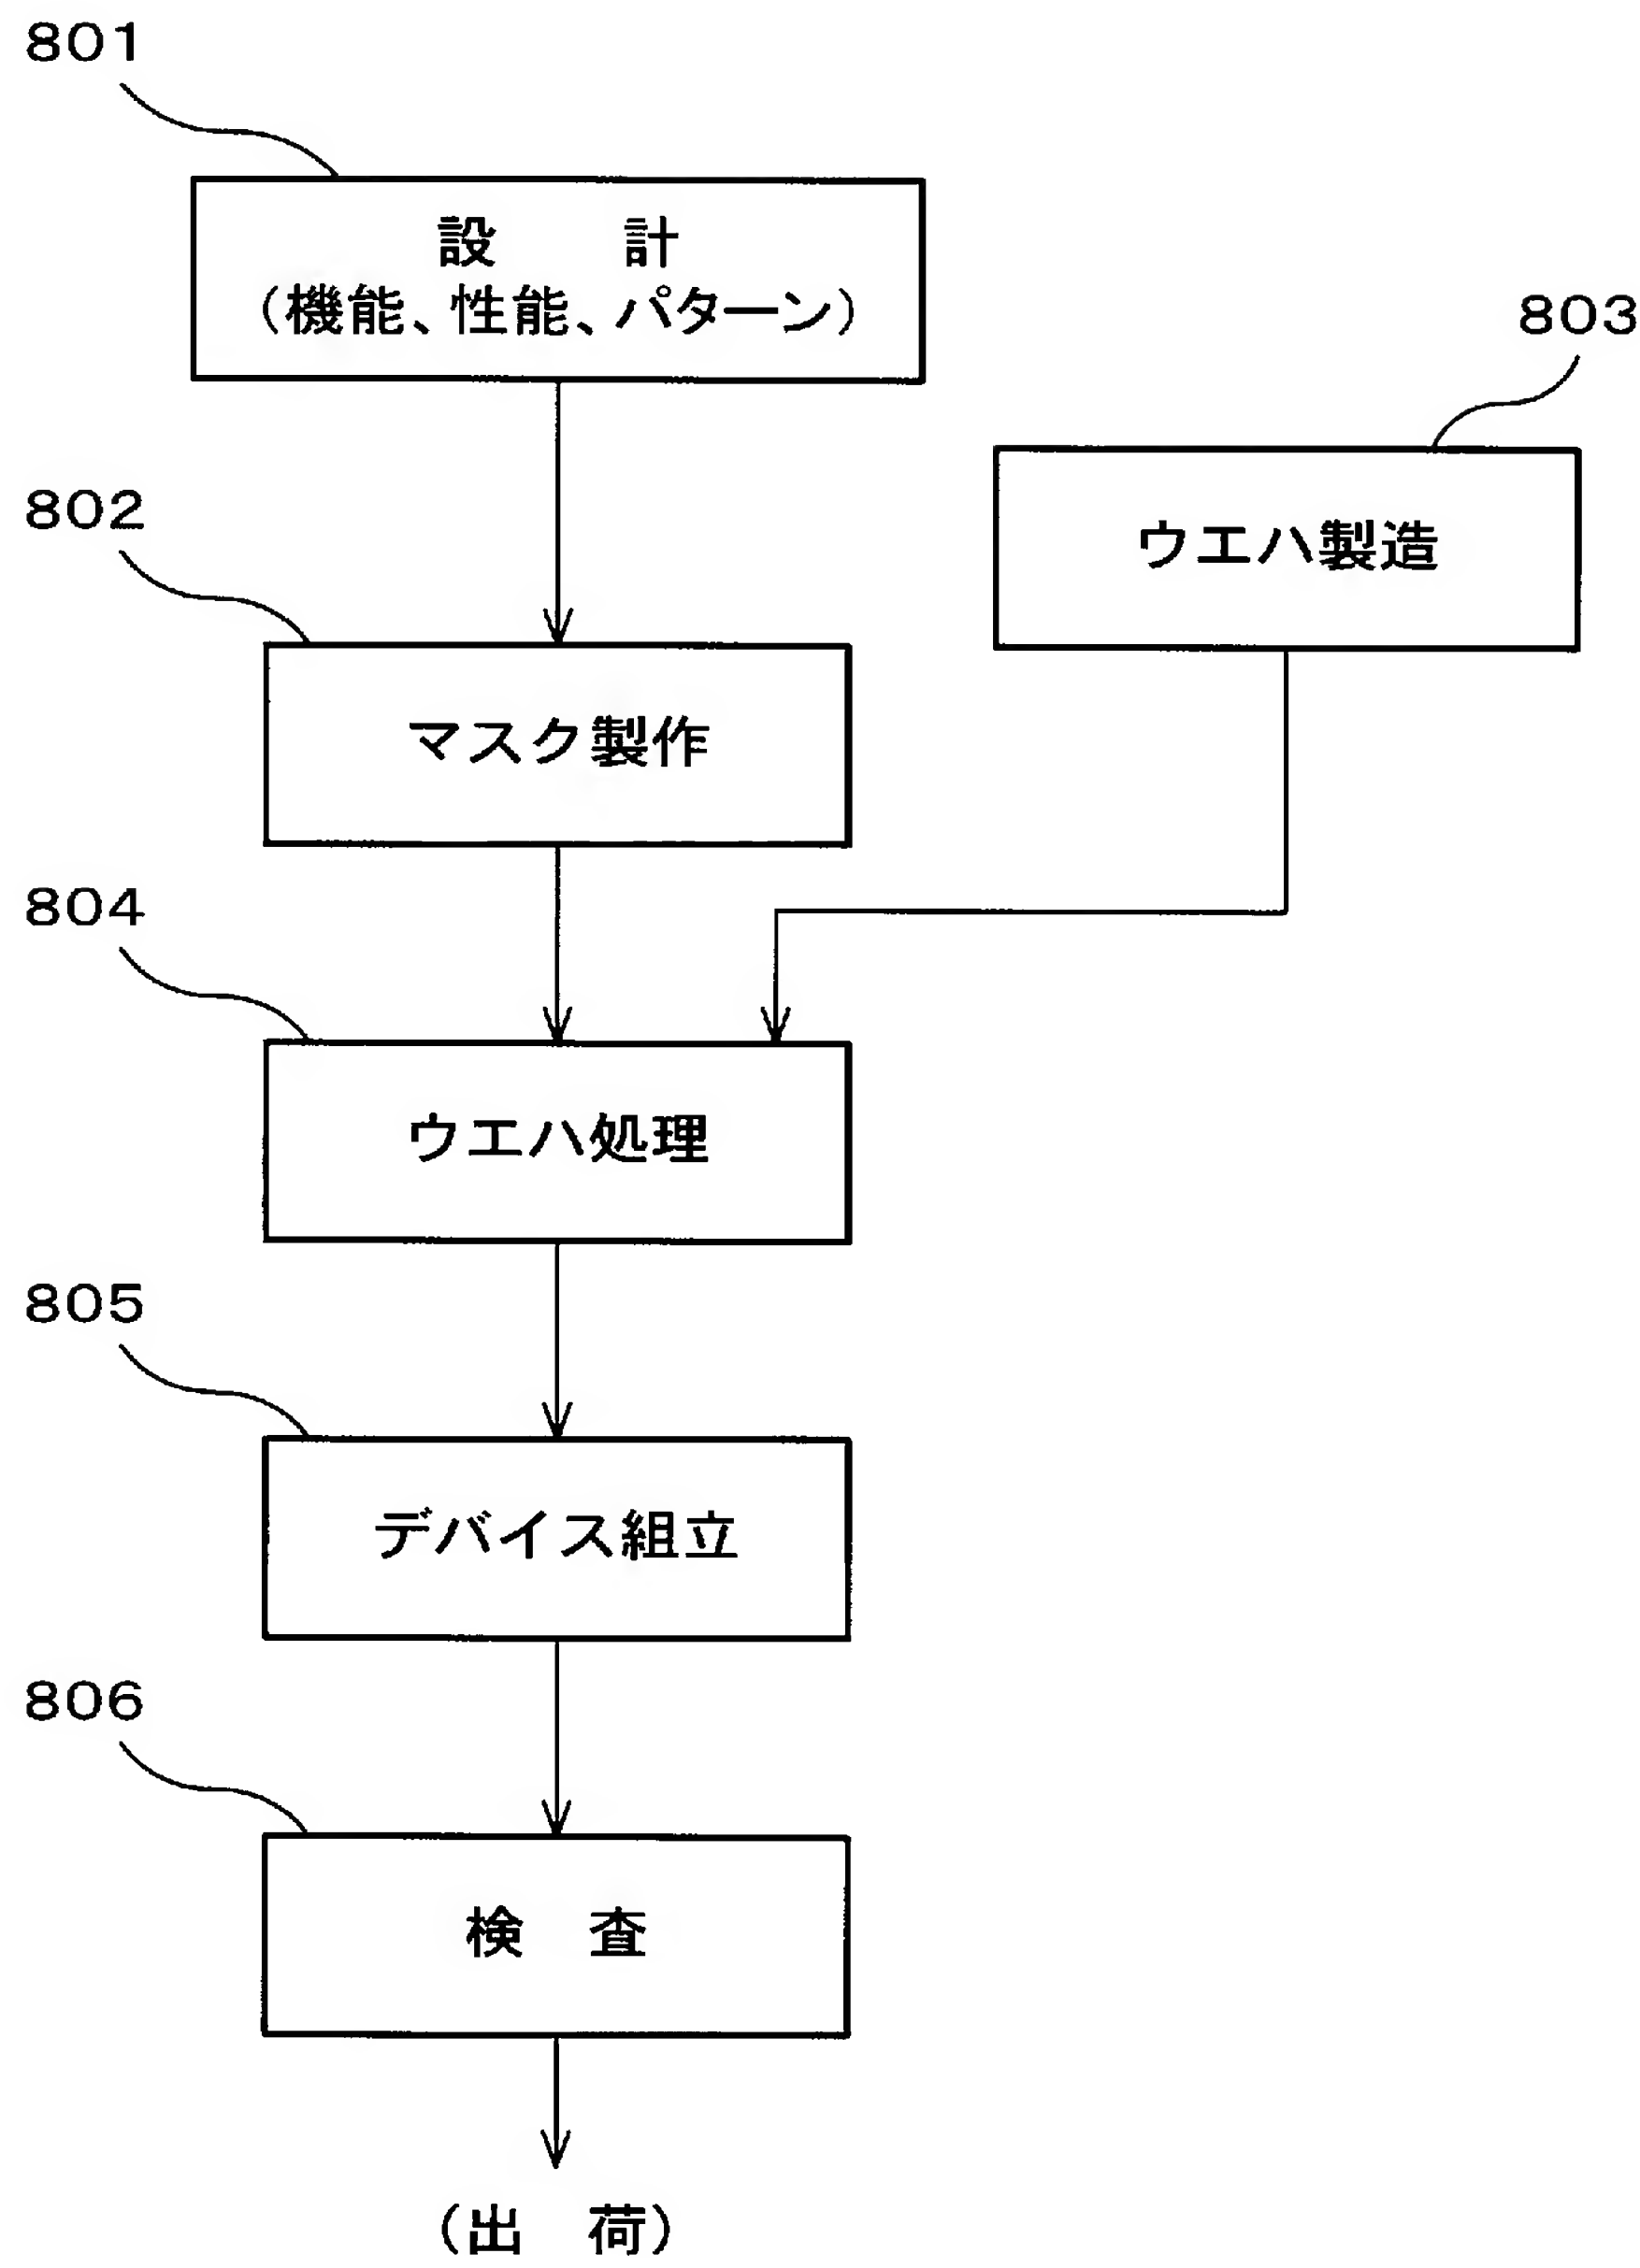 801
設 計
(機能、性能、パターン)
803
ウエハ製造
802
マスク製作
804
ウエハ処理
805
デバイス組立
806
検 査
(出 荷)